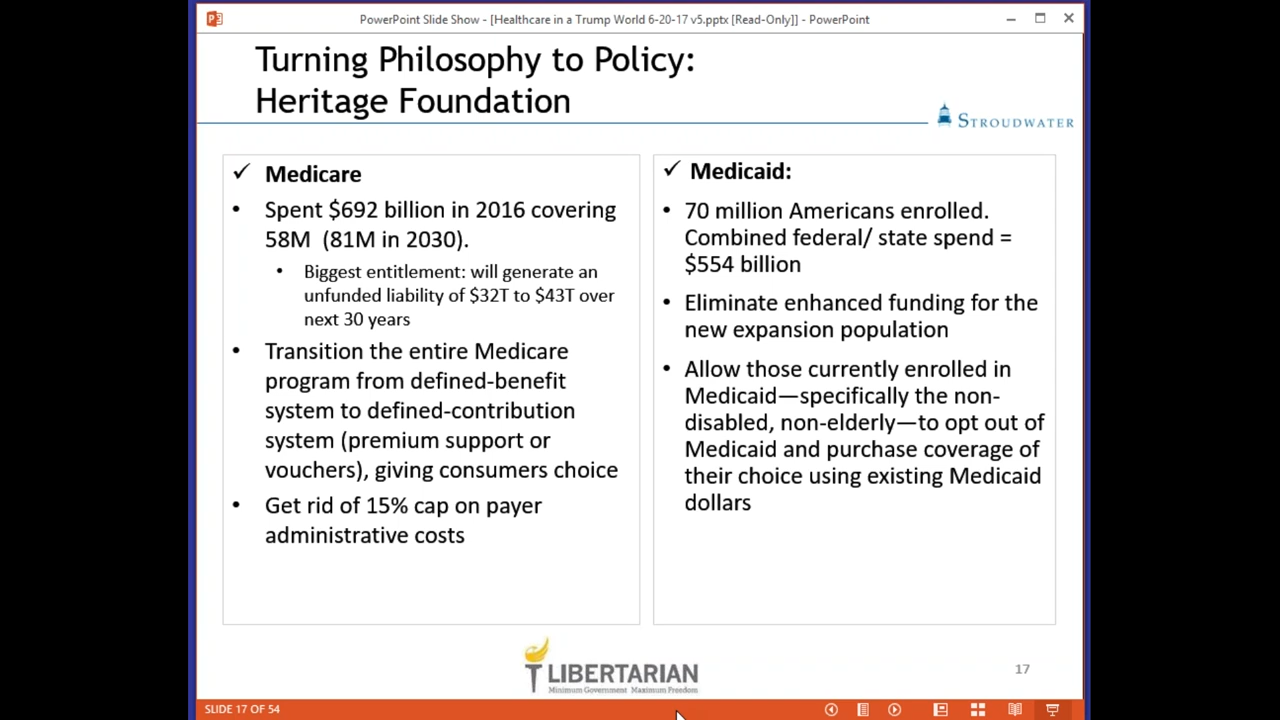 PowerPoint Slide Show - [Healthcare in a Trump World 6-20-17 v5.pptx [Read-Only]] - PowerPoint
Turning Philosophy to Policy:
Heritage Foundation
STROUDWATER
✓ Medicare
• Spent $692 billion in 2016 covering
58M (81M in 2030).
• Biggest entitlement: will generate an
unfunded liability of $32T to $43T over
next 30 years
• Transition the entire Medicare
program from defined-benefit
system to defined-contribution
system (premium support or
vouchers), giving consumers choice
• Get rid of 15% cap on payer
administrative costs
✓ Medicaid:
• 70 million Americans enrolled.
Combined federal/ state spend =
$554 billion
• Eliminate enhanced funding for the
new expansion population
• Allow those currently enrolled in
Medicaid—specifically the non-
disabled, non-elderly—to opt out of
Medicaid and purchase coverage of
their choice using existing Medicaid
dollars
LIBERTARIAN
Minimum Government Maximum Freedom
17
SLIDE 17 OF 54